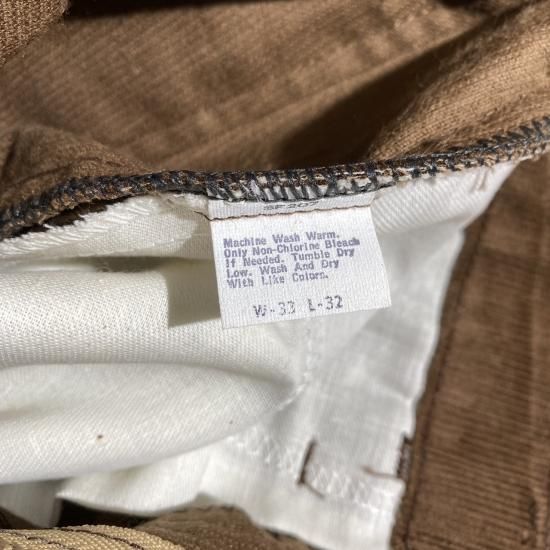 Machine Wash Warm.
Only Non-Chlorine Bleach
If Needed. Tumble Dry
Low. Wash And Dry
With Like Colors.
W-33 L-32